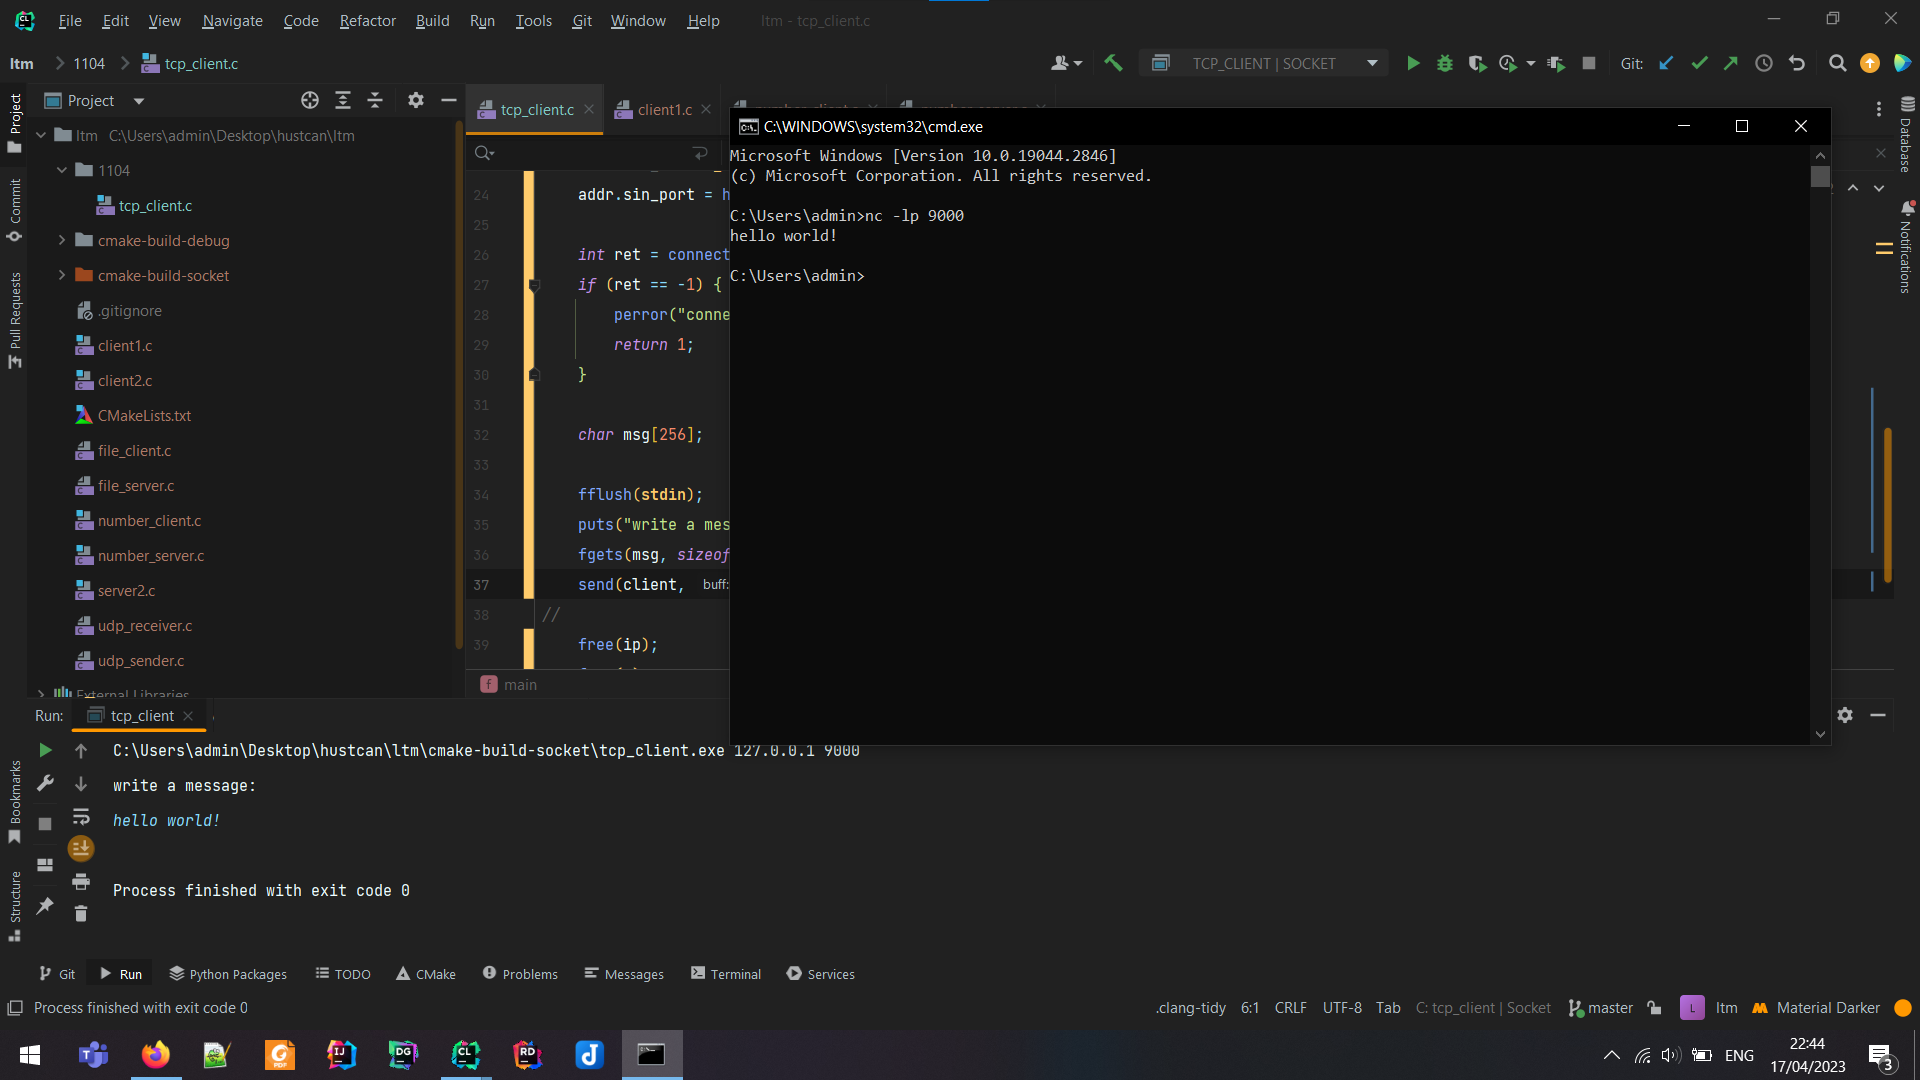 File Edit View Navigate Code Refactor Build Run Tools Git Window Help ltm - tcp_client.c
ltm 1104 tcp_client.c TCP_CLIENT | SOCKET Git:
Project
tcp_client.c client1.c
C:\WINDOWS\system32\cmd.exe
Microsoft Windows [Version 10.0.19044.2846]
(c) Microsoft Corporation. All rights reserved.
C:\Users\admin>nc -lp 9000
hello world!
C:\Users\admin>
Project
Commit
Pull Requests
Bookmarks
Structure
Database
Notifications
ltm C:\Users\admin\Desktop\hustcan\ltm
1104
tcp_client.c
cmake-build-debug
cmake-build-socket
.gitignore
client1.c
client2.c
CMakeLists.txt
file_client.c
file_server.c
number_client.c
number_server.c
server2.c
udp_receiver.c
udp_sender.c
External Libraries
24 addr.sin_port = h
25
26 int ret = connect
27 if (ret == -1) {
28 perror("conne
29 return 1;
30 }
31
32 char msg[256];
33
34 fflush(stdin);
35 puts("write a mes
36 fgets(msg, sizeof
37 send(client, buff:
38 //
39 free(ip);
f main
Run: tcp_client
C:\Users\admin\Desktop\hustcan\ltm\cmake-build-socket\tcp_client.exe 127.0.0.1 9000
write a message:
hello world!
Process finished with exit code 0
Git Run Python Packages TODO CMake Problems Messages Terminal Services
Process finished with exit code 0 .clang-tidy 6:1 CRLF UTF-8 Tab C: tcp_client | Socket master L ltm Material Darker
ENG 22:44
17/04/2023 3